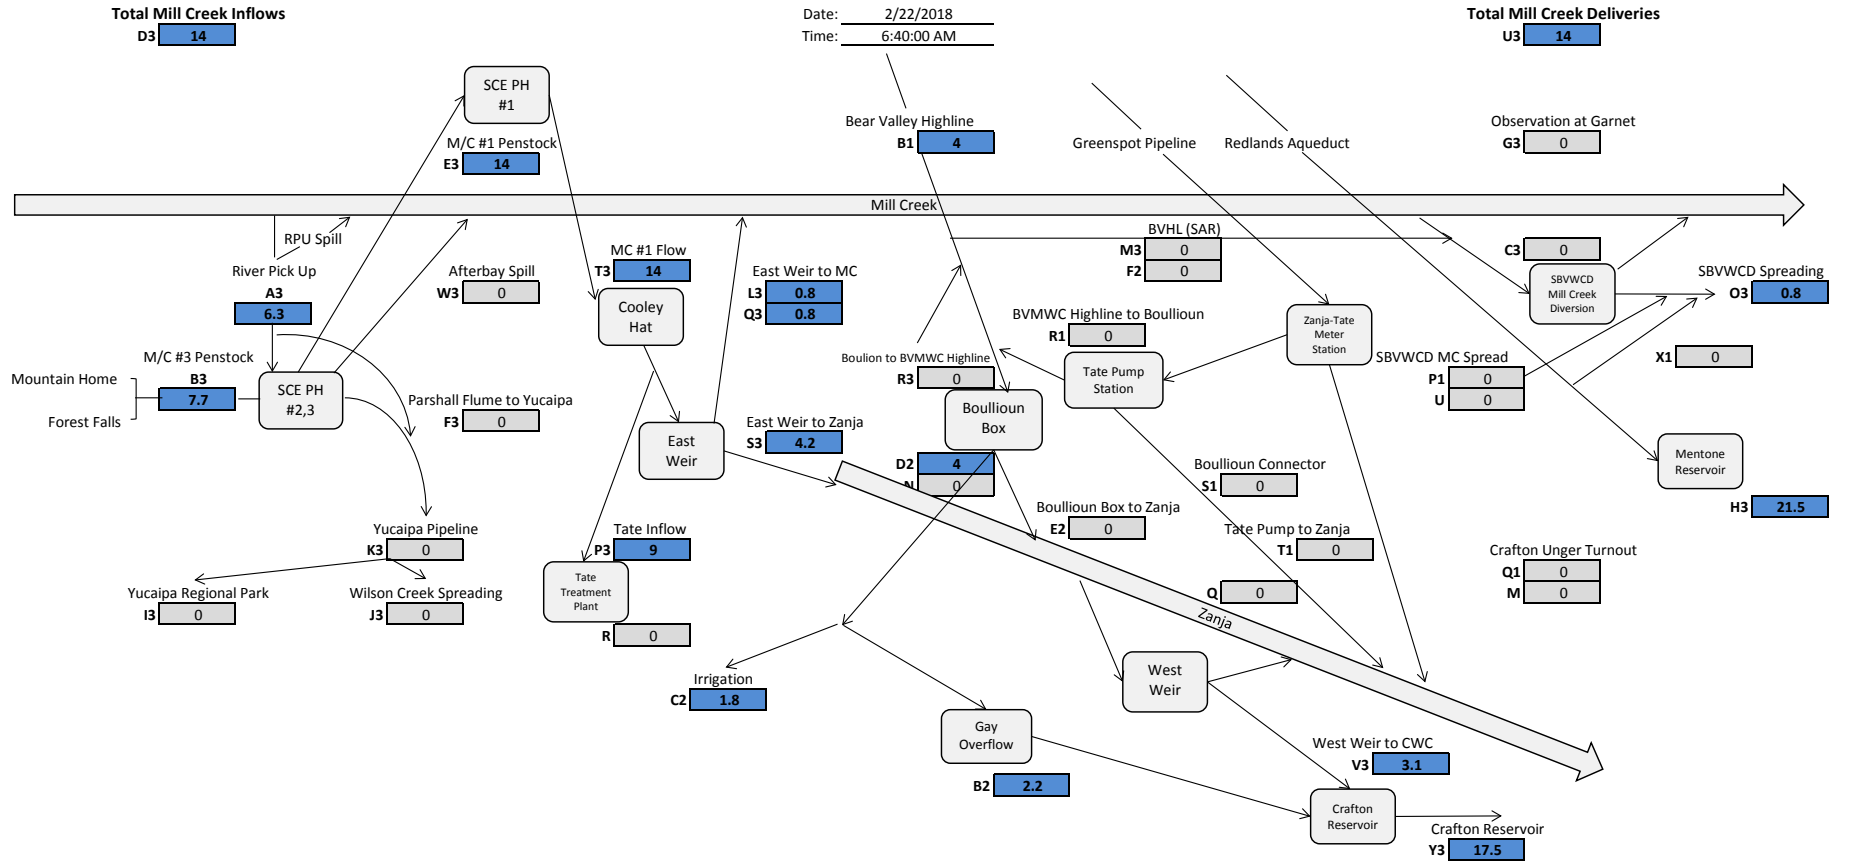 Total Mill Creek Inflows
D3 14
Date: 2/22/2018
Time: 6:40:00 AM
Total Mill Creek Deliveries
U3 14
SCE PH
#1
M/C #1 Penstock
E3 14
Bear Valley Highline
B1 4
Greenspot Pipeline
Redlands Aqueduct
Observation at Garnet
G3 0
Mill Creek
RPU Spill
River Pick Up
A3
6.3
Afterbay Spill
W3 0
MC #1 Flow
T3 14
Cooley
Hat
East Weir to MC
L3 0.8
Q3 0.8
BVHL (SAR)
M3 0
F2 0
C3 0
SBVWCD
Mill Creek
Diversion
SBVWCD Spreading
O3 0.8
BVMWC Highline to Boullioun
R1 0
Zanja-Tate
Meter
Station
M/C #3 Penstock
B3
7.7
Mountain Home
Forest Falls
SCE PH
#2,3
Boulion to BVMWC Highline
R3 0
Tate Pump
Station
SBVWCD MC Spread
P1 0
U 0
X1 0
Parshall Flume to Yucaipa
F3 0
East
Weir
East Weir to Zanja
S3 4.2
Boullioun
Box
D2 4
N 0
Boullioun Connector
S1 0
Mentone
Reservoir
H3 21.5
Yucaipa Pipeline
K3 0
Tate Inflow
P3 9
Boullioun Box to Zanja
E2 0
Tate Pump to Zanja
T1 0
Crafton Unger Turnout
Q1 0
M 0
Yucaipa Regional Park
I3 0
Wilson Creek Spreading
J3 0
Tate
Treatment
Plant
R 0
Q 0
Zanja
Irrigation
C2 1.8
West
Weir
Gay
Overflow
B2 2.2
West Weir to CWC
V3 3.1
Crafton
Reservoir
Crafton Reservoir
Y3 17.5